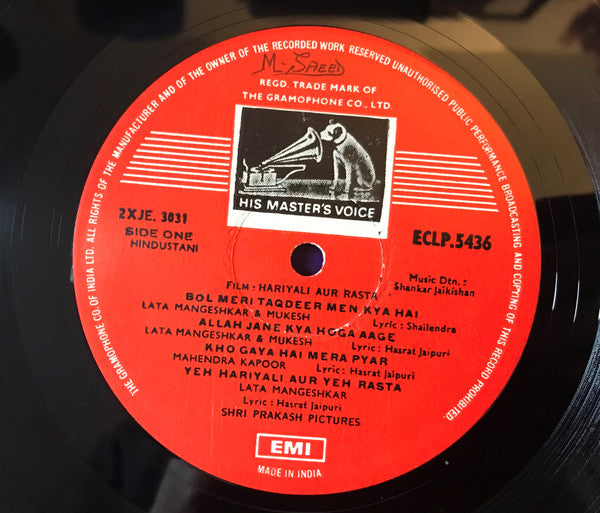 THE GRAMOPHONE CO. OF INDIA LTD. ALL RIGHTS OF THE MANUFACTURER AND OF THE OWNER OF THE RECORDED WORK RESERVED UNAUTHORISED PUBLIC PERFORMANCE BROADCASTING AND COPYING OF THIS RECORD PROHIBITED.
M. SAEED
REGD. TRADE MARK OF
THE GRAMOPHONE CO., LTD.
HIS MASTER'S VOICE
2XJE. 3031
SIDE ONE
HINDUSTANI
ECLP.5436
FILM : HARIYALI AUR RASTA
Music Dtn. :
Shankar Jaikishan
BOL MERI TAQDEER MEN KYA HAI
LATA MANGESHKAR & MUKESH Lyric : Shailendra
ALLAH JANE KYA HOGA AAGE
LATA MANGESHKAR & MUKESH Lyric : Hasrat Jaipuri
KHO GAYA HAI MERA PYAR
MAHENDRA KAPOOR Lyric : Hasrat Jaipuri
YEH HARIYALI AUR YEH RASTA
LATA MANGESHKAR
Lyric : Hasrat Jaipuri
SHRI PRAKASH PICTURES
EMI
MADE IN INDIA